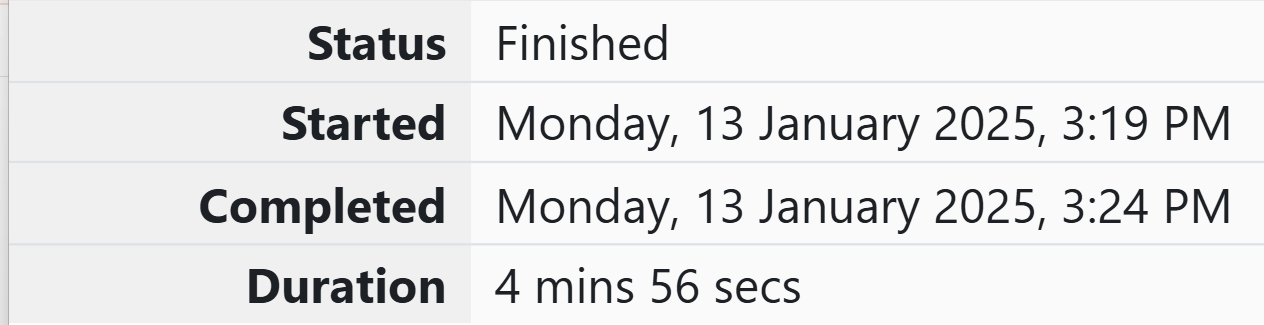 Status Finished
Started Monday, 13 January 2025, 3:19 PM
Completed Monday, 13 January 2025, 3:24 PM
Duration 4 mins 56 secs